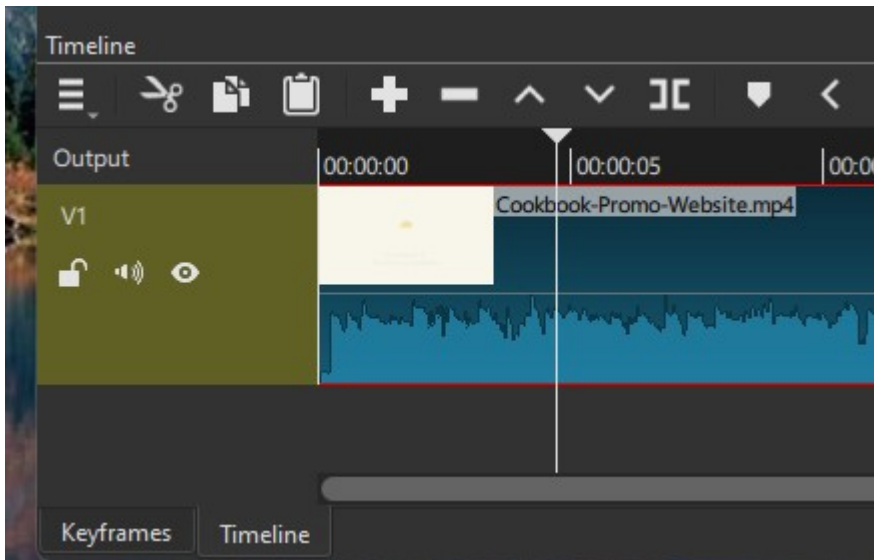 Timeline
Output
00:00:00
00:00:05
V1
Cookbook-Promo-Website.mp4
Keyframes
Timeline